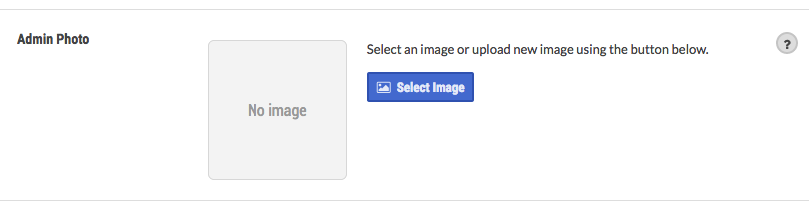 Admin Photo
Select an image or upload new image using the button below.
?
Select Image
No image